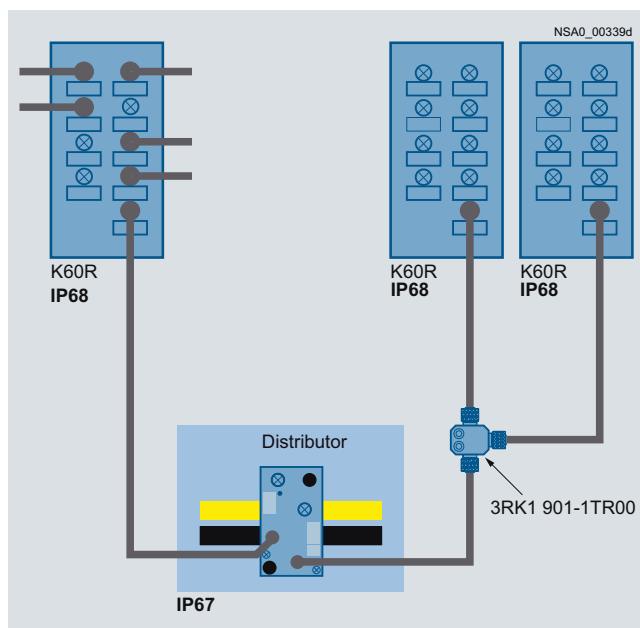 NSA0_00339d
K60R
IP68
K60R
IP68
K60R
IP68
Distributor
3RK1 901-1TR00
IP67